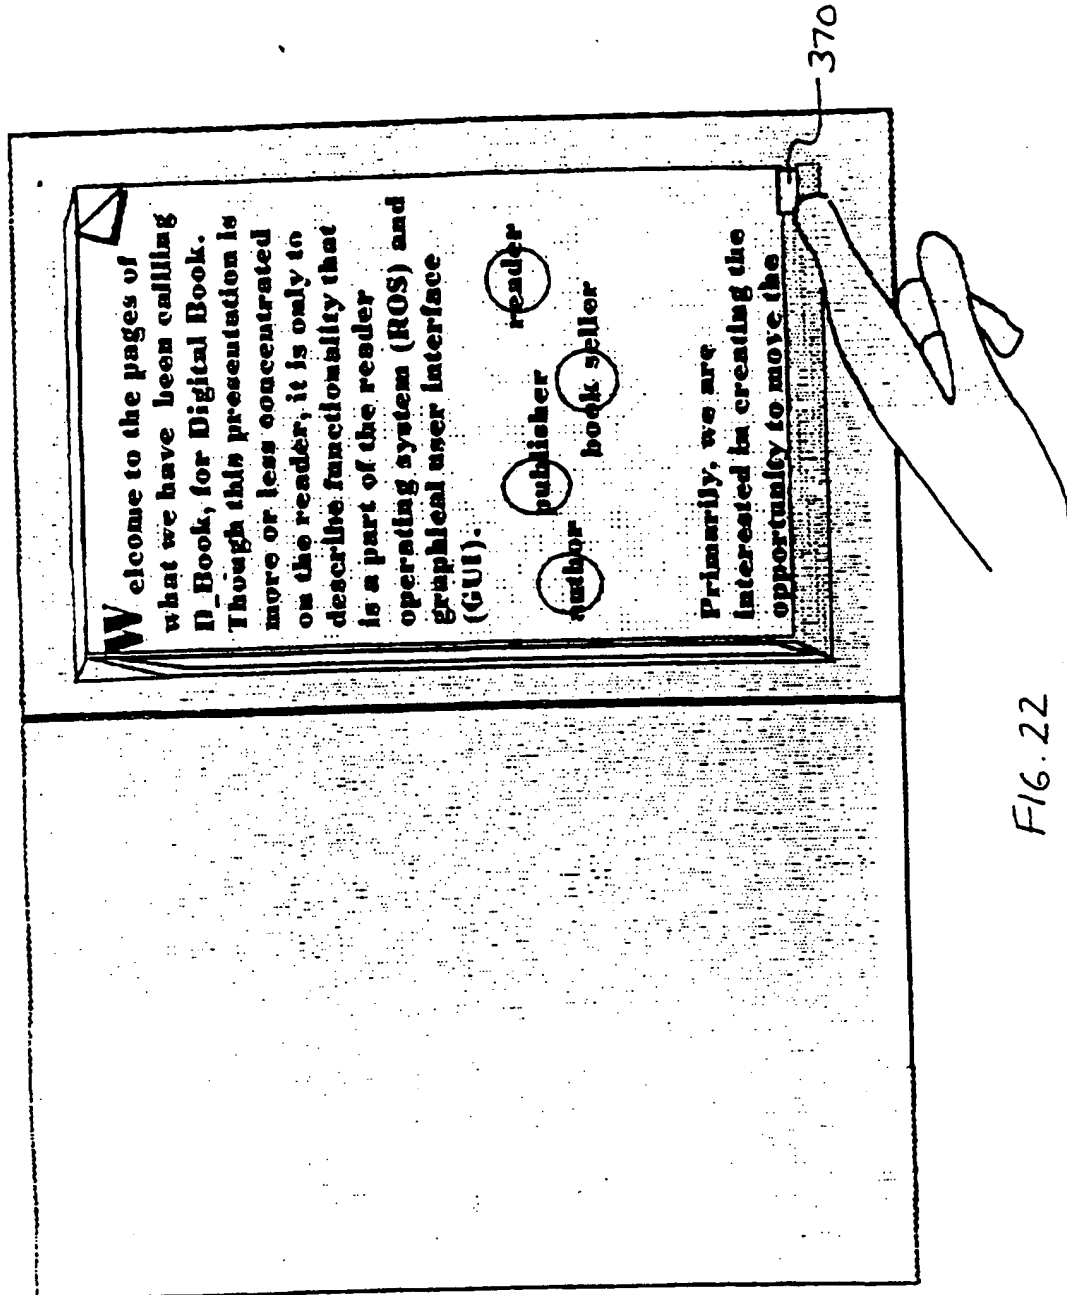 Welcome to the pages of
what we have been calling
D_Book, for Digital Book.
Though this presentation is
more or less concentrated
on the reader, it is only to
describe functionality that
is a part of the reader
operating system (ROS) and
graphical user interface
(GUI).
author
publisher
book seller
reader
Primarily, we are
interested in creating the
opportunity to move the
370
FIG. 22